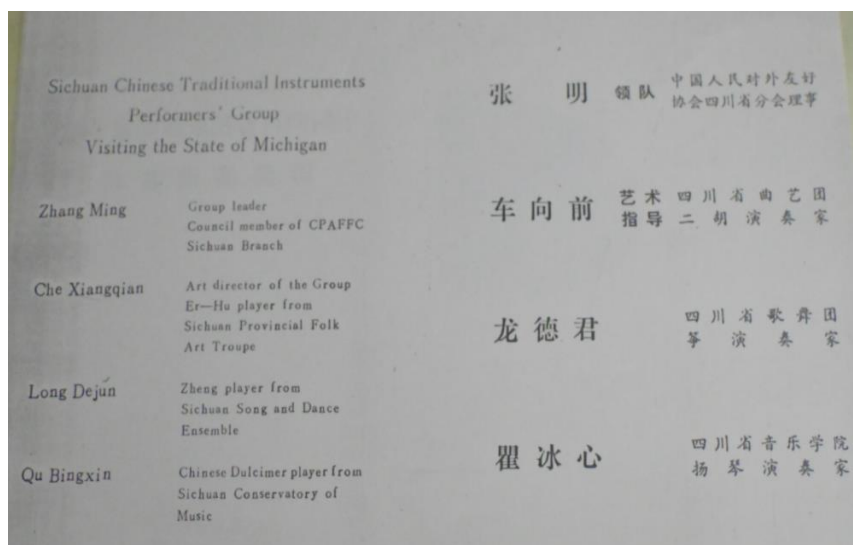 Sichuan Chinese Traditional Instruments
Performers' Group
Visiting the State of Michigan
Zhang Ming
Group leader
Council member of CPAFFC
Sichuan Branch
Che Xiangqian
Art director of the Group
Er—Hu player from
Sichuan Provincial Folk
Art Troupe
Long Dejun
Zheng player from
Sichuan Song and Dance
Ensemble
Qu Bingxin
Chinese Dulcimer player from
Sichuan Conservatory of
Music
张 明
领队
中国人民对外友好
协会四川省分会理事
车向前
艺术
指导
四川省曲艺团
二胡演奏家
龙德君
四川省歌舞团
筝演奏家
瞿冰心
四川省音乐学院
扬琴演奏家